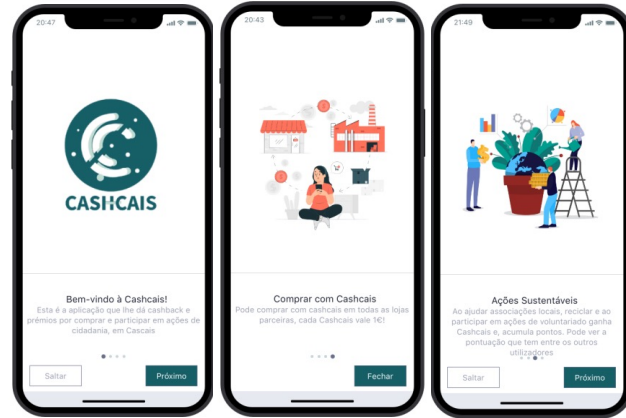 20:47
CASHCAIS
Bem-vindo à Cashcais!
Esta é a aplicação que lhe dá cashback e
prémios por comprar e participar em ações de
cidadania, em Cascais
Saltar
Próximo
20:43
Comprar com Cashcais
Pode comprar com cashcais em todas as lojas
parceiras, cada Cashcais vale 1€!
Fechar
21:49
Ações Sustentáveis
Ao ajudar associações locais, reciclar e ao
participar em ações de voluntariado ganha
Cashcais e, acumula pontos. Pode ver a
pontuação que tem entre os outros
utilizadores
Saltar
Próximo